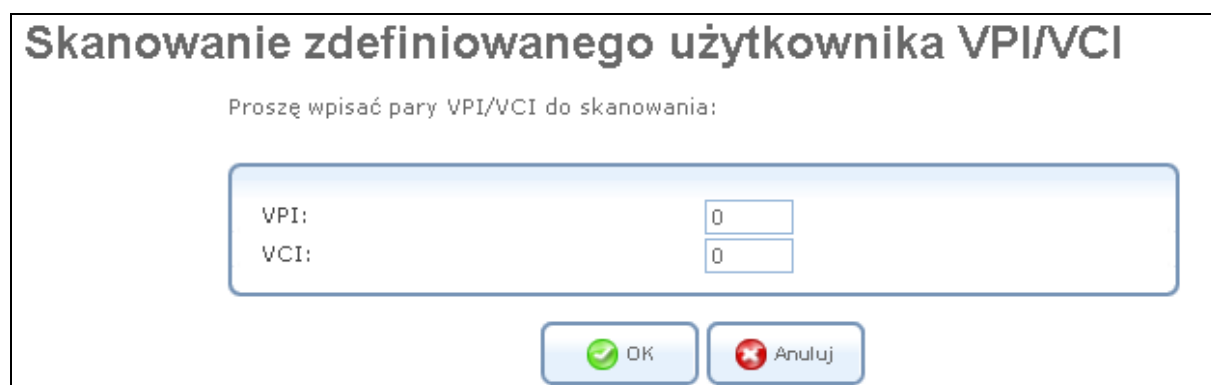 Skanowanie zdefiniowanego użytkownika VPI/VCI
Proszę wpisać pary VPI/VCI do skanowania:
VPI: 0
VCI: 0
OK Anuluj